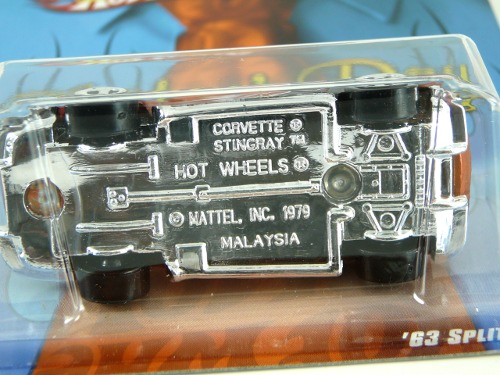 CORVETTE ®
STINGRAY TM
HOT WHEELS ®
© MATTEL, INC. 1979
MALAYSIA
'63 SPLIT